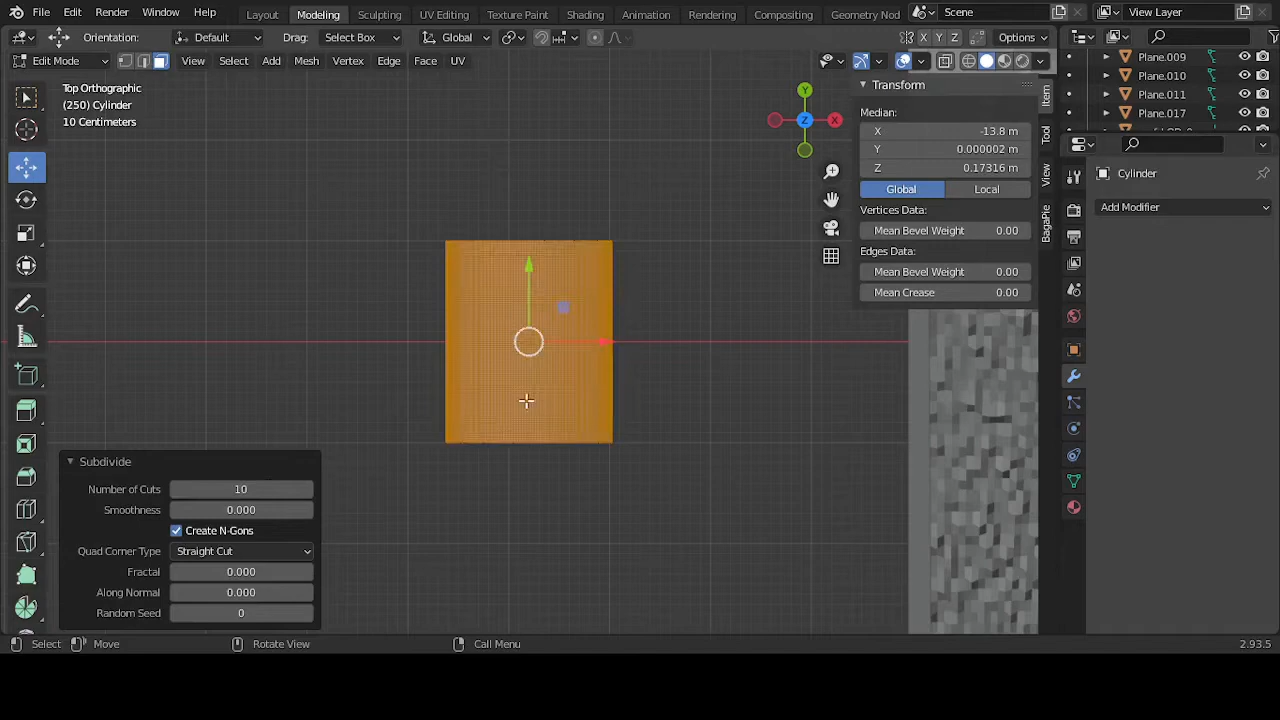 File Edit Render Window Help Layout Modeling Sculpting UV Editing Texture Paint Shading Animation Rendering Compositing Geometry Nod Scene View Layer
Orientation: Default Drag: Select Box Global X Y Z Options
Edit Mode View Select Add Mesh Vertex Edge Face UV
Top Orthographic
(250) Cylinder
10 Centimeters
Y
Z
X
Transform
Median:
X -13.8 m
Y 0.000002 m
Z 0.17316 m
Global Local
Vertices Data:
Mean Bevel Weight 0.00
Edges Data:
Mean Bevel Weight 0.00
Mean Crease 0.00
Item
Tool
View
BagaPie
Plane.009
Plane.010
Plane.011
Plane.017
Cylinder
Add Modifier
Subdivide
Number of Cuts 10
Smoothness 0.000
Create N-Gons
Quad Corner Type Straight Cut
Fractal 0.000
Along Normal 0.000
Random Seed 0
Select Move Rotate View Call Menu 2.93.5